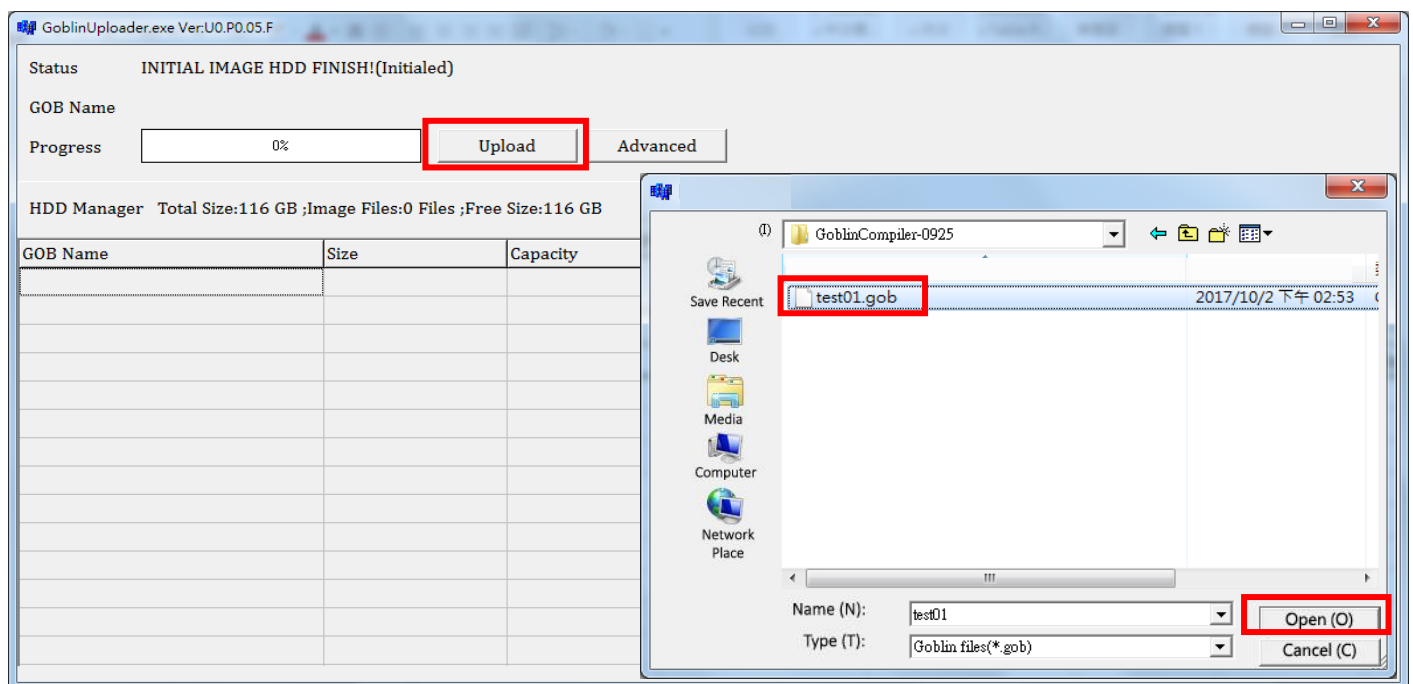 GoblinUploader.exe Ver:U0.P0.05.F
Status INITIAL IMAGE HDD FINISH!(Initialed)
GOB Name
Progress 0% Upload Advanced
HDD Manager Total Size:116 GB ;Image Files:0 Files ;Free Size:116 GB
GOB Name Size Capacity
(I) GoblinCompiler-0925
Save Recent
Desk
Media
Computer
Network
Place
test01.gob 2017/10/2 下午 02:53
Name (N): test01 Open (O)
Type (T): Goblin files(*.gob) Cancel (C)